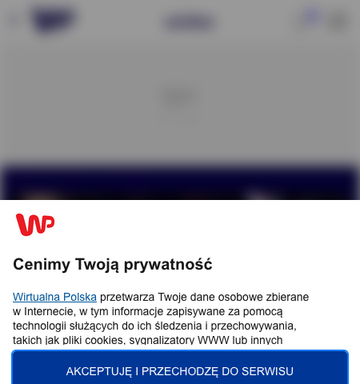 WP
Cenimy Twoją prywatność
Wirtualna Polska przetwarza Twoje dane osobowe zbierane
w Internecie, w tym informacje zapisywane za pomocą
technologii służących do ich śledzenia i przechowywania,
takich jak pliki cookies, sygnalizatory WWW lub innych
AKCEPTUJĘ I PRZECHODZĘ DO SERWISU